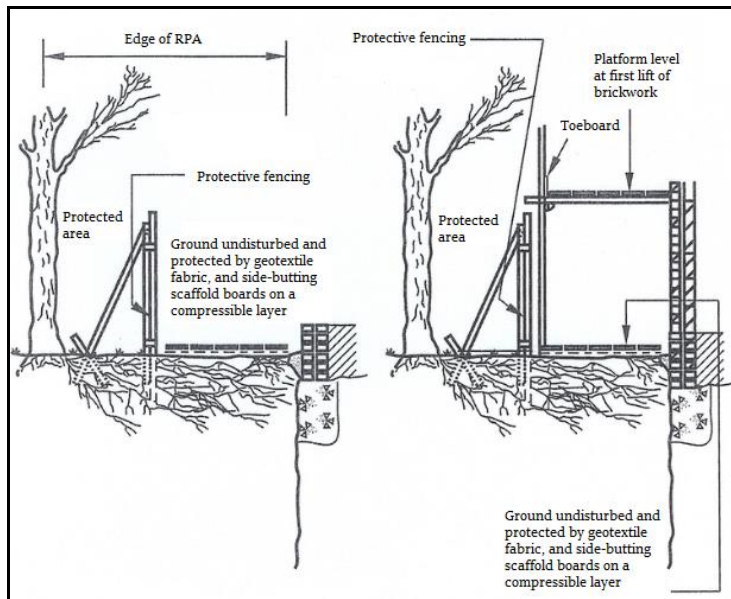 Edge of RPA
Protective fencing
Protected
area
Ground undisturbed and
protected by geotextile
fabric, and side-butting
scaffold boards on a
compressible layer
Protective fencing
Platform level
at first lift of
brickwork
Toeboard
Protected
area
Ground undisturbed and
protected by geotextile
fabric, and side-butting
scaffold boards on a
compressible layer